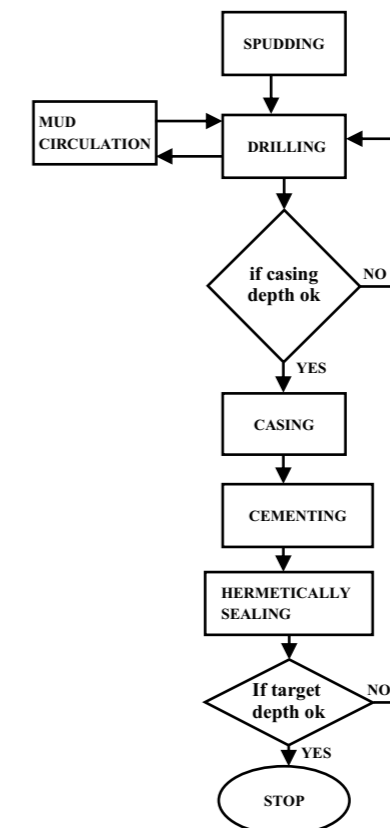 SPUDDING
MUD
CIRCULATION
DRILLING
if casing
depth ok
NO
YES
CASING
CEMENTING
HERMETICALLY
SEALING
If target
depth ok
NO
YES
STOP